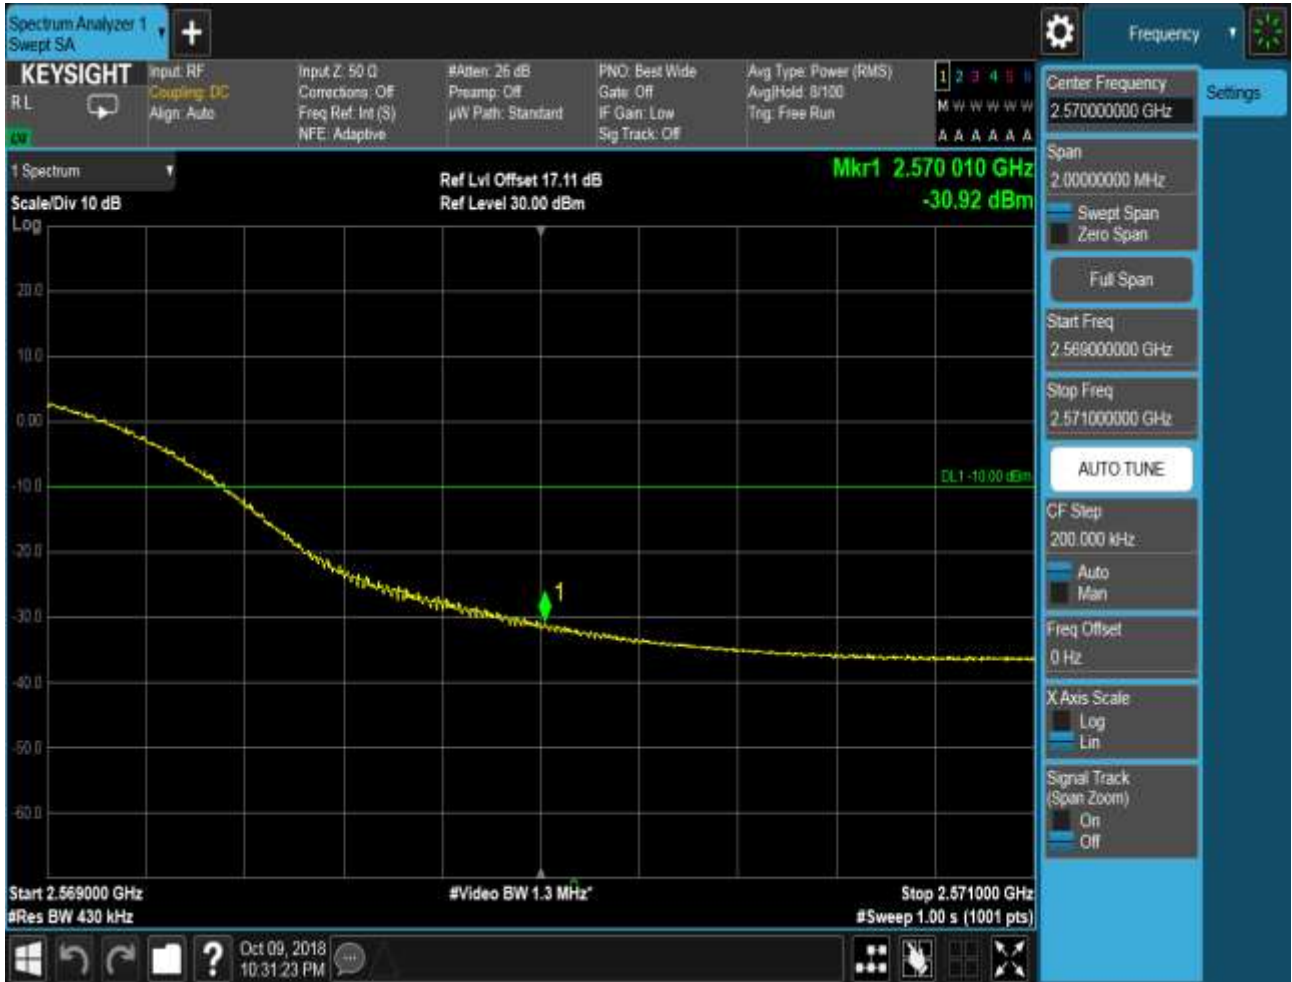 Spectrum Analyzer 1
Swept SA
Frequency
KEYSIGHT
R L
Input: RF
Coupling: DC
Align: Auto
Input Z: 50 Ω
Corrections: Off
Freq Ref: Int (S)
NFE: Adaptive
#Atten: 26 dB
Preamp: Off
µW Path: Standard
PNO: Best Wide
Gate: Off
IF Gain: Low
Sig Track: Off
Avg Type: Power (RMS)
Avg|Hold: 8/100
Trig: Free Run
1 2 3 4 5 6
M W W W W W
A A A A A A
1 Spectrum
Scale/Div 10 dB
Log
Ref Lvl Offset 17.11 dB
Ref Level 30.00 dBm
Mkr1 2.570 010 GHz
-30.92 dBm
20.0
10.0
0.00
-10.0
-20.0
-30.0
-40.0
-50.0
-60.0
DL1 -10.00 dBm
1
Start 2.569000 GHz
#Res BW 430 kHz
#Video BW 1.3 MHz*
Stop 2.571000 GHz
#Sweep 1.00 s (1001 pts)
Oct 09, 2018
10:31:23 PM
Settings
Center Frequency
2.570000000 GHz
Span
2.00000000 MHz
Swept Span
Zero Span
Full Span
Start Freq
2.569000000 GHz
Stop Freq
2.571000000 GHz
AUTO TUNE
CF Step
200.000 kHz
Auto
Man
Freq Offset
0 Hz
X Axis Scale
Log
Lin
Signal Track
(Span Zoom)
On
Off